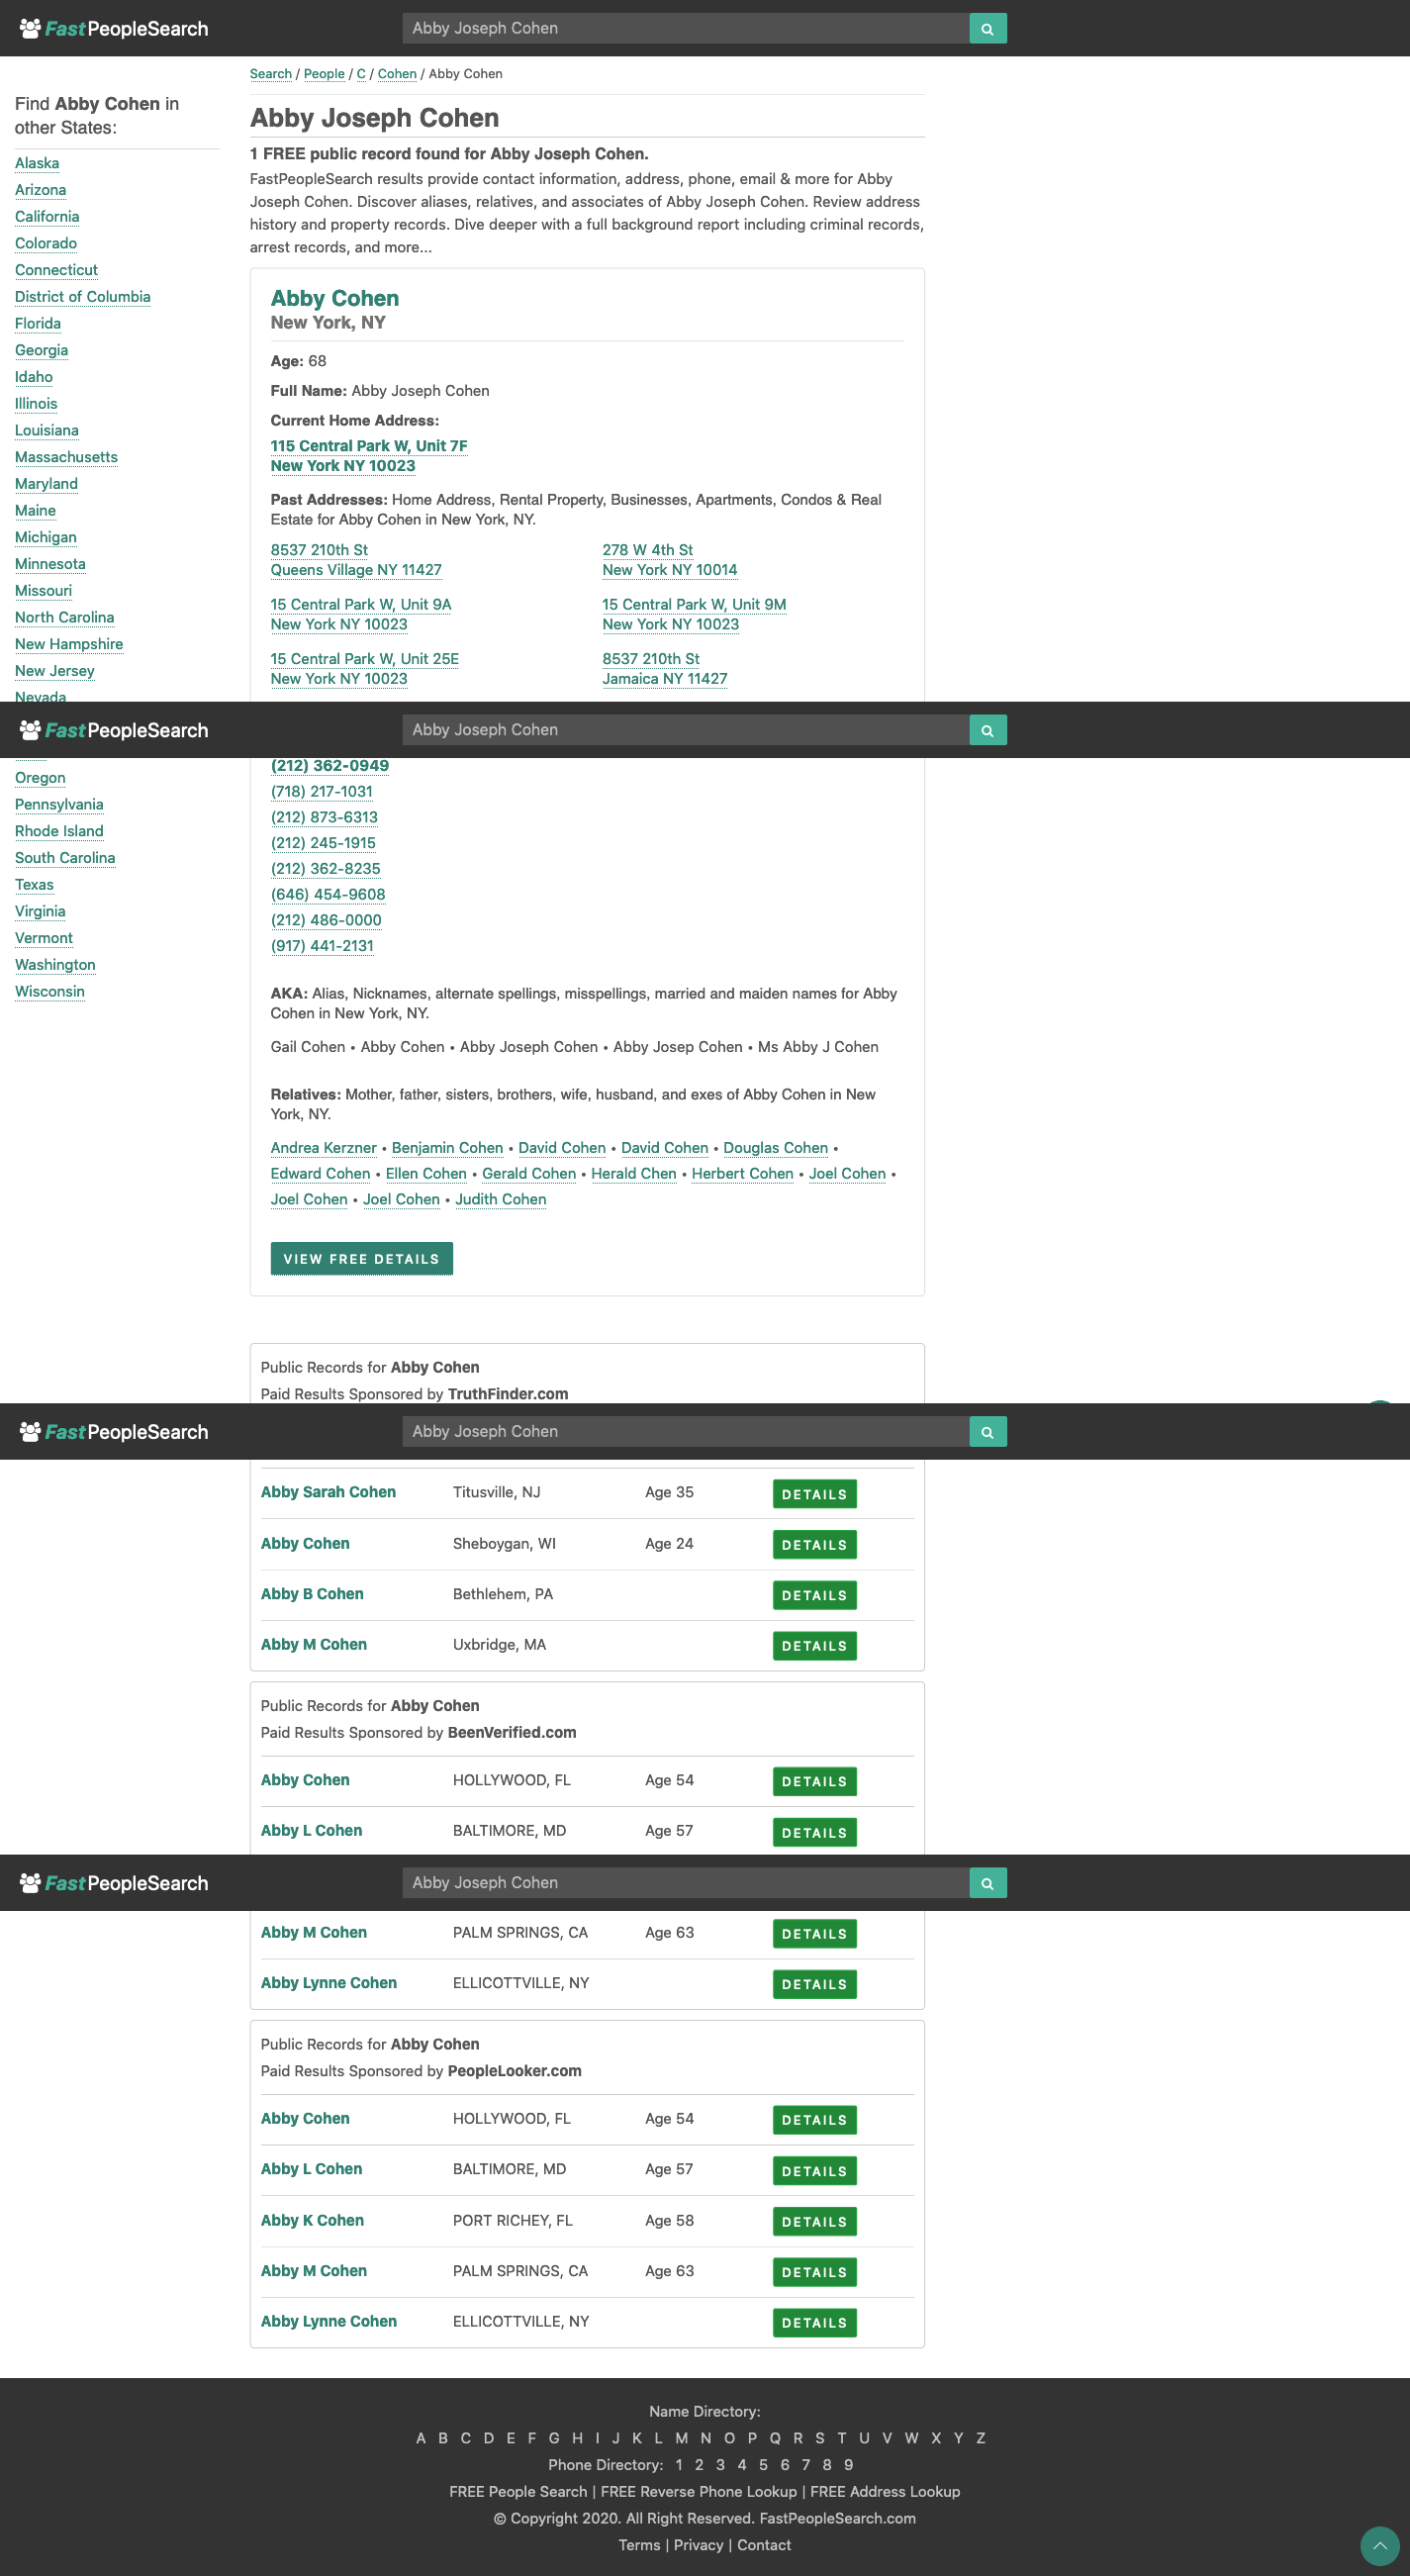 FastPeopleSearch
Abby Joseph Cohen
Search / People / C / Cohen / Abby Cohen
Find Abby Cohen in
other States:
Alaska
Arizona
California
Colorado
Connecticut
District of Columbia
Florida
Georgia
Idaho
Illinois
Louisiana
Massachusetts
Maryland
Maine
Michigan
Minnesota
Missouri
North Carolina
New Hampshire
New Jersey
Nevada
Abby Joseph Cohen
1 FREE public record found for Abby Joseph Cohen.
FastPeopleSearch results provide contact information, address, phone, email & more for Abby
Joseph Cohen. Discover aliases, relatives, and associates of Abby Joseph Cohen. Review address
history and property records. Dive deeper with a full background report including criminal records,
arrest records, and more...
Abby Cohen
New York, NY
Age: 68
Full Name: Abby Joseph Cohen
Current Home Address:
115 Central Park W, Unit 7F
New York NY 10023
Past Addresses: Home Address, Rental Property, Businesses, Apartments, Condos & Real
Estate for Abby Cohen in New York, NY.
8537 210th St
Queens Village NY 11427
278 W 4th St
New York NY 10014
15 Central Park W, Unit 9A
New York NY 10023
15 Central Park W, Unit 9M
New York NY 10023
15 Central Park W, Unit 25E
New York NY 10023
8537 210th St
Jamaica NY 11427
FastPeopleSearch
Abby Joseph Cohen
Oregon
Pennsylvania
Rhode Island
South Carolina
Texas
Virginia
Vermont
Washington
Wisconsin
(212) 362-0949
(718) 217-1031
(212) 873-6313
(212) 245-1915
(212) 362-8235
(646) 454-9608
(212) 486-0000
(917) 441-2131
AKA: Alias, Nicknames, alternate spellings, misspellings, married and maiden names for Abby
Cohen in New York, NY.
Gail Cohen • Abby Cohen • Abby Joseph Cohen • Abby Josep Cohen • Ms Abby J Cohen
Relatives: Mother, father, sisters, brothers, wife, husband, and exes of Abby Cohen in New
York, NY.
Andrea Kerzner • Benjamin Cohen • David Cohen • David Cohen • Douglas Cohen •
Edward Cohen • Ellen Cohen • Gerald Cohen • Herald Chen • Herbert Cohen • Joel Cohen •
Joel Cohen • Joel Cohen • Judith Cohen
VIEW FREE DETAILS
Public Records for Abby Cohen
Paid Results Sponsored by TruthFinder.com
FastPeopleSearch
Abby Joseph Cohen
Abby Sarah Cohen Titusville, NJ Age 35 DETAILS
Abby Cohen Sheboygan, WI Age 24 DETAILS
Abby B Cohen Bethlehem, PA DETAILS
Abby M Cohen Uxbridge, MA DETAILS
Public Records for Abby Cohen
Paid Results Sponsored by BeenVerified.com
Abby Cohen HOLLYWOOD, FL Age 54 DETAILS
Abby L Cohen BALTIMORE, MD Age 57 DETAILS
FastPeopleSearch
Abby Joseph Cohen
Abby M Cohen PALM SPRINGS, CA Age 63 DETAILS
Abby Lynne Cohen ELLICOTTVILLE, NY DETAILS
Public Records for Abby Cohen
Paid Results Sponsored by PeopleLooker.com
Abby Cohen HOLLYWOOD, FL Age 54 DETAILS
Abby L Cohen BALTIMORE, MD Age 57 DETAILS
Abby K Cohen PORT RICHEY, FL Age 58 DETAILS
Abby M Cohen PALM SPRINGS, CA Age 63 DETAILS
Abby Lynne Cohen ELLICOTTVILLE, NY DETAILS
Name Directory:
A B C D E F G H I J K L M N O P Q R S T U V W X Y Z
Phone Directory: 1 2 3 4 5 6 7 8 9
FREE People Search | FREE Reverse Phone Lookup | FREE Address Lookup
© Copyright 2020. All Right Reserved. FastPeopleSearch.com
Terms | Privacy | Contact